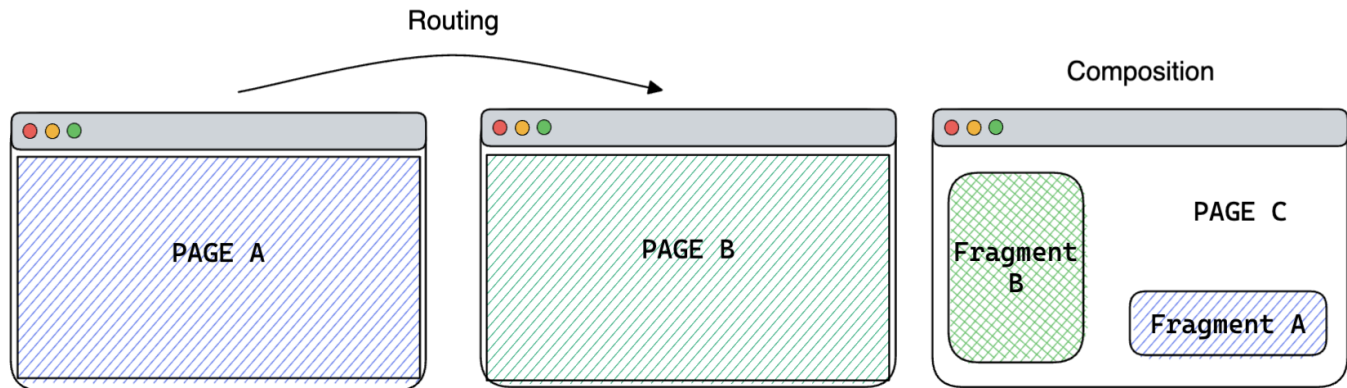 Routing
Composition
PAGE A
PAGE B
PAGE C
Fragment
B
Fragment A